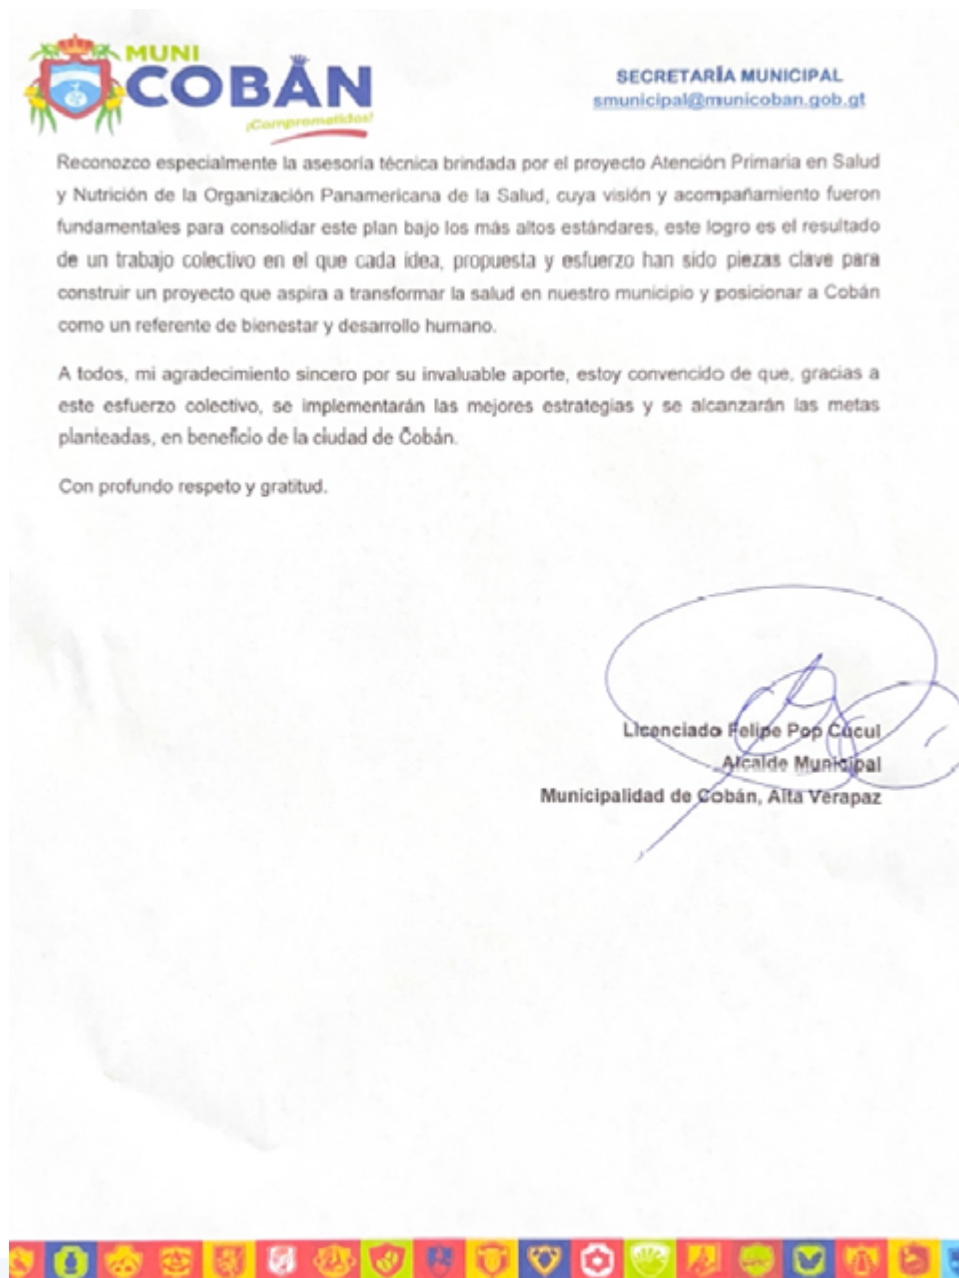 MUNI
COBÁN
¡Comprometidos!
SECRETARÍA MUNICIPAL
smunicipal@municoban.gob.gt
Reconozco especialmente la asesoría técnica brindada por el proyecto Atención Primaria en Salud
y Nutrición de la Organización Panamericana de la Salud, cuya visión y acompañamiento fueron
fundamentales para consolidar este plan bajo los más altos estándares, este logro es el resultado
de un trabajo colectivo en el que cada idea, propuesta y esfuerzo han sido piezas clave para
construir un proyecto que aspira a transformar la salud en nuestro municipio y posicionar a Cobán
como un referente de bienestar y desarrollo humano.
A todos, mi agradecimiento sincero por su invaluable aporte, estoy convencido de que, gracias a
este esfuerzo colectivo, se implementarán las mejores estrategias y se alcanzarán las metas
planteadas, en beneficio de la ciudad de Cobán.
Con profundo respeto y gratitud.
Licenciado Felipe Pop Cucul
Alcalde Municipal
Municipalidad de Cobán, Alta Verapaz